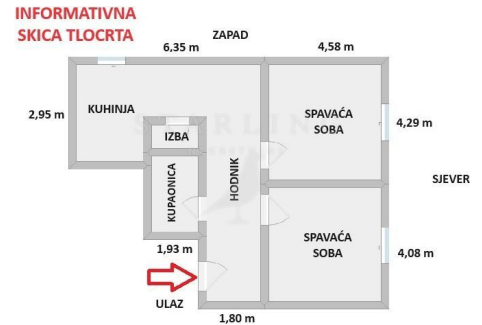 INFORMATIVNA
SKICA TLOCRTA
ZAPAD
6,35 m
4,58 m
2,95 m
KUHINJA
SPAVAĆA
SOBA
4,29 m
IZBA
KUPAONICA
HODNIK
SJEVER
1,93 m
SPAVAĆA
SOBA
4,08 m
ULAZ
1,80 m